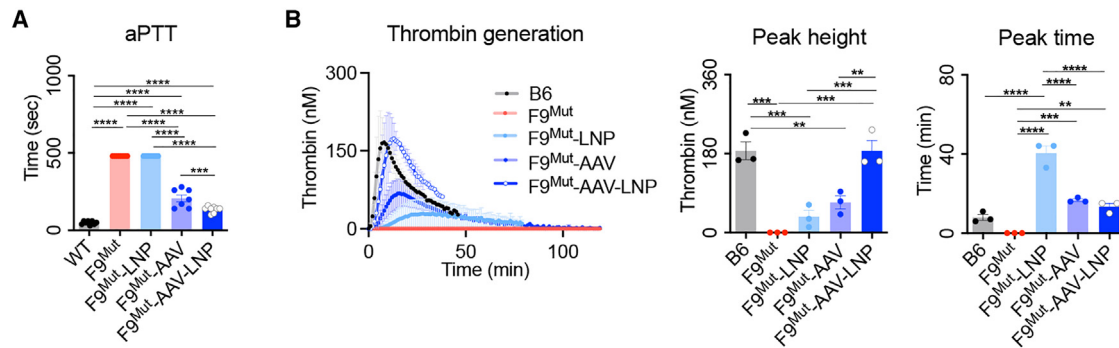 A
aPTT
Time (sec)
1000
500
0
****
****
****
****
****
****
****
****
***
WT
F9Mut
F9Mut-LNP
F9Mut-AAV
F9Mut-AAV-LNP
B
Thrombin generation
Thrombin (nM)
300
150
0
0
50
100
Time (min)
B6
F9Mut
F9Mut-LNP
F9Mut-AAV
F9Mut-AAV-LNP
Peak height
Thrombin (nM)
360
180
0
**
***
***
***
**
B6
F9Mut
F9Mut-LNP
F9Mut-AAV
F9Mut-AAV-LNP
Peak time
Time (min)
80
40
0
****
****
****
**
***
****
B6
F9Mut
F9Mut-LNP
F9Mut-AAV
F9Mut-AAV-LNP